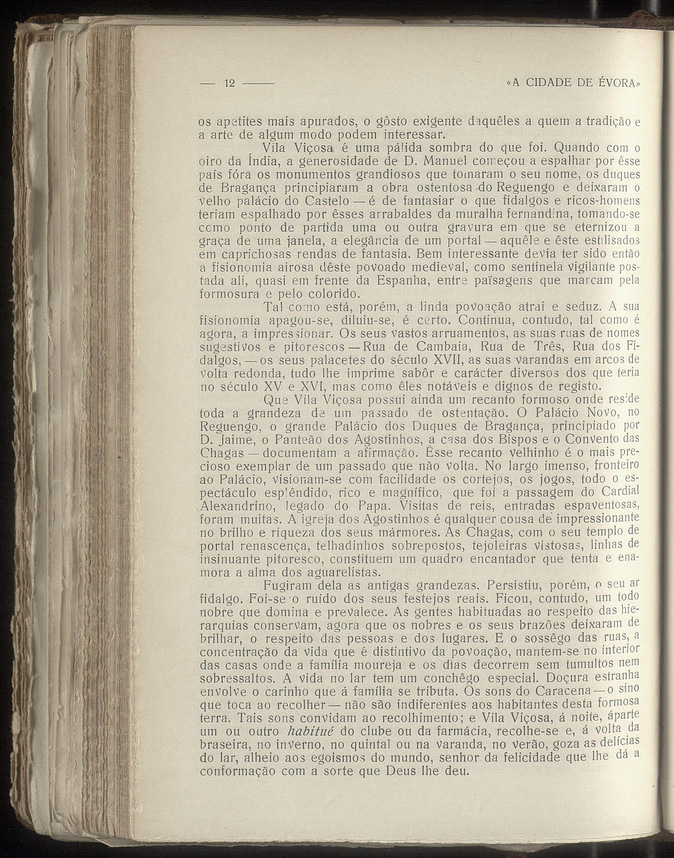 — 12 —— «A CIDADE DE ÉVORA»
os apetites mais apurados, o gôsto exigente daquêles a quem a tradição e
a arte de algum modo podem interessar.
Vila Viçosa é uma pálida sombra do que foi. Quando com o
oiro da Índia, a generosidade de D. Manuel começou a espalhar por êsse
país fóra os monumentos grandiosos que tomaram o seu nome, os duques
de Bragança principiaram a obra ostentosa do Reguengo e deixaram o
velho palácio do Castelo — é de fantasiar o que fidalgos e ricos-homens
teriam espalhado por êsses arrabaldes da muralha fernandina, tomando-se
como ponto de partida uma ou outra gravura em que se eternizou a
graça de uma janela, a elegância de um portal — aquêle e êste estilisados
em caprichosas rendas de fantasia. Bem interessante devia ter sido então
a fisionomia airosa dêste povoado medieval, como sentinela vigilante pos-
tada ali, quasi em frente da Espanha, entre païsagens que marcam pela
formosura e pelo colorido.
Tal como está, porém, a linda povoação atrai e seduz. A sua
fisionomia apagou-se, diluíu-se, é certo. Continua, contudo, tal como é
agora, a impressionar. Os seus vastos arruamentos, as suas ruas de nomes
sugestivos e pitorescos — Rua de Cambaia, Rua de Três, Rua dos Fi-
dalgos, — os seus palacetes do século XVII, as suas varandas em arcos de
volta redonda, tudo lhe imprime sabôr e carácter diversos dos que teria
no século XV e XVI, mas como êles notáveis e dignos de registo.
Que Vila Viçosa possui ainda um recanto formoso onde reside
toda a grandeza de um passado de ostentação. O Palácio Novo, no
Reguengo, o grande Palácio dos Duques de Bragança, principiado por
D. Jaime, o Panteão dos Agostinhos, a casa dos Bispos e o Convento das
Chagas — documentam a afirmação. Êsse recanto velhinho é o mais pre-
cioso exemplar de um passado que não volta. No largo imenso, fronteiro
ao Palácio, visionam-se com facilidade os cortejos, os jogos, todo o es-
pectáculo esplêndido, rico e magnífico, que foi a passagem do Cardial
Alexandrino, legado do Papa. Visitas de reis, entradas espaventosas,
foram muitas. A igreja dos Agostinhos é qualquer cousa de impressionante
no brilho e riqueza dos seus mármores. As Chagas, com o seu templo de
portal renascença, telhadinhos sobrepostos, tejoleiras vistosas, linhas de
insinuante pitoresco, constituem um quadro encantador que tenta e ena-
mora a alma dos aguarelistas.
Fugiram dela as antigas grandezas. Persistiu, porém, o seu ar
fidalgo. Foi-se o ruído dos seus festejos reais. Ficou, contudo, um todo
nobre que domina e prevalece. As gentes habituadas ao respeito das hie-
rarquias conservam, agora que os nobres e os seus brazões deixaram de
brilhar, o respeito das pessoas e dos lugares. E o sossêgo das ruas, a
concentração da vida que é distintivo da povoação, mantem-se no interior
das casas onde a família moureja e os dias decorrem sem tumultos nem
sobressaltos. A vida no lar tem um conchêgo especial. Doçura estranha
envolve o carinho que á família se tributa. Os sons do Caracena — o sino
que toca ao recolher — não são indiferentes aos habitantes desta formosa
terra. Tais sons convidam ao recolhimento; e Vila Viçosa, á noite, áparte
um ou outro habitué do clube ou da farmácia, recolhe-se e, á volta da
braseira, no inverno, no quintal ou na varanda, no verão, goza as delícias
do lar, alheio aos egoismos do mundo, senhor da felicidade que lhe dá a
conformação com a sorte que Deus lhe deu.